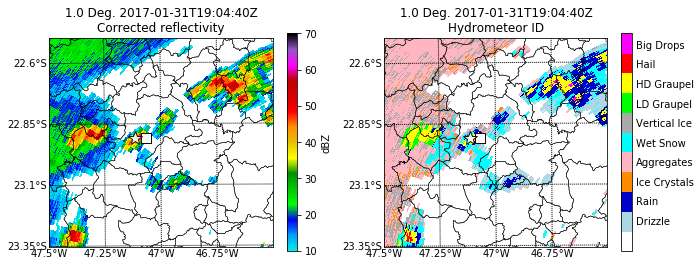 1.0 Deg. 2017-01-31T19:04:40Z
Corrected reflectivity
22.6°S
22.85°S
23.1°S
23.35°S
47.5°W
47.25°W
47°W
46.75°W
70
60
50
40
30
20
10
dBZ
1.0 Deg. 2017-01-31T19:04:40Z
Hydrometeor ID
22.6°S
22.85°S
23.1°S
23.35°S
47.5°W
47.25°W
47°W
46.75°W
Big Drops
Hail
HD Graupel
LD Graupel
Vertical Ice
Wet Snow
Aggregates
Ice Crystals
Rain
Drizzle